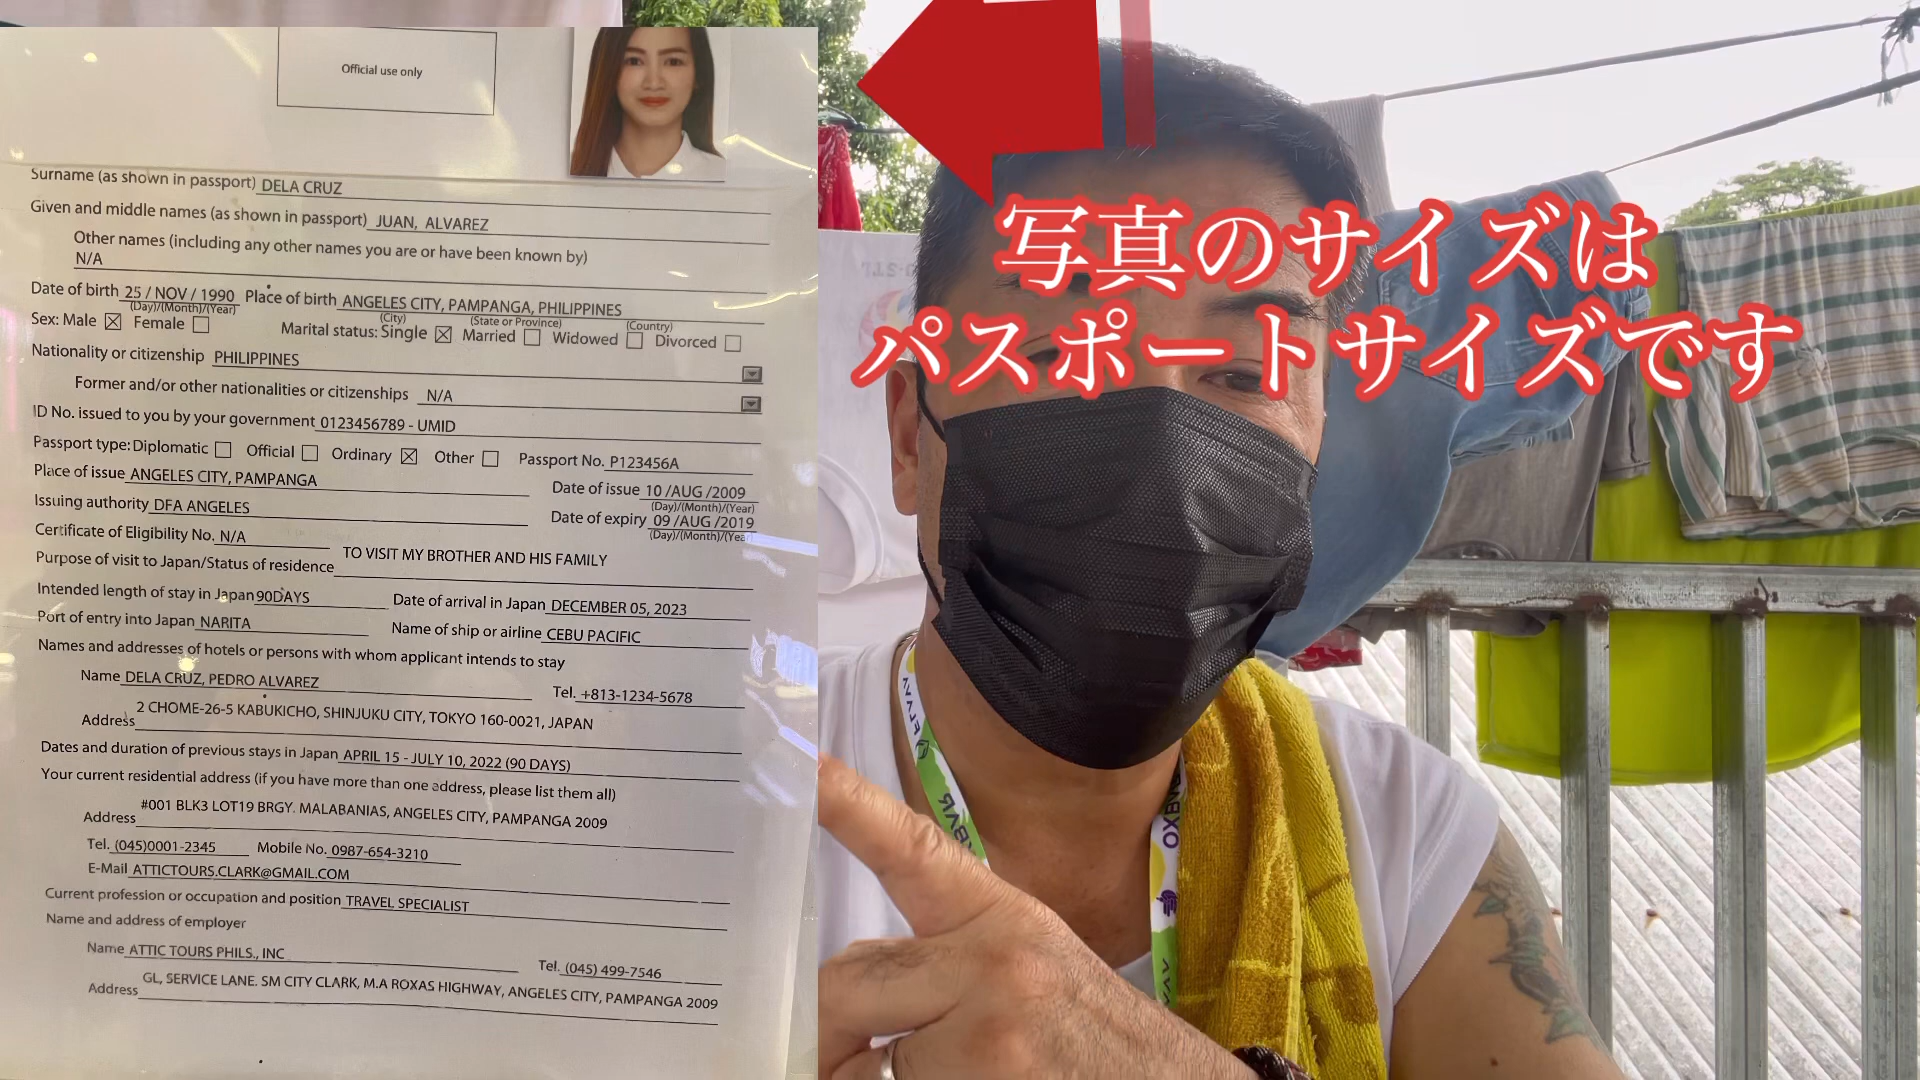 Official use only
Surname (as shown in passport) DELA CRUZ
Given and middle names (as shown in passport) JUAN, ALVAREZ
Other names (including any other names you are or have been known by)
N/A
Date of birth 25 / NOV / 1990 Place of birth ANGELES CITY, PAMPANGA, PHILIPPINES
(Day)/(Month)/(Year) (City) (State or Province) (Country)
Sex: Male ☒ Female ☐ Marital status: Single ☒ Married ☐ Widowed ☐ Divorced ☐
Nationality or citizenship PHILIPPINES
Former and/or other nationalities or citizenships N/A
ID No. issued to you by your government 0123456789 - UMID
Passport type: Diplomatic ☐ Official ☐ Ordinary ☒ Other ☐ Passport No. P123456A
Place of issue ANGELES CITY, PAMPANGA Date of issue 10 /AUG /2009
(Day)/(Month)/(Year)
Issuing authority DFA ANGELES Date of expiry 09 /AUG /2019
(Day)/(Month)/(Year)
Certificate of Eligibility No. N/A
Purpose of visit to Japan/Status of residence TO VISIT MY BROTHER AND HIS FAMILY
Intended length of stay in Japan 90DAYS Date of arrival in Japan DECEMBER 05, 2023
Port of entry into Japan NARITA Name of ship or airline CEBU PACIFIC
Names and addresses of hotels or persons with whom applicant intends to stay
Name DELA CRUZ, PEDRO ALVAREZ Tel. +813-1234-5678
Address 2 CHOME-26-5 KABUKICHO, SHINJUKU CITY, TOKYO 160-0021, JAPAN
Dates and duration of previous stays in Japan APRIL 15 - JULY 10, 2022 (90 DAYS)
Your current residential address (if you have more than one address, please list them all)
Address #001 BLK3 LOT19 BRGY. MALABANIAS, ANGELES CITY, PAMPANGA 2009
Tel. (045)0001-2345 Mobile No. 0987-654-3210
E-Mail ATTICTOURS.CLARK@GMAIL.COM
Current profession or occupation and position TRAVEL SPECIALIST
Name and address of employer
Name ATTIC TOURS PHILS., INC Tel. (045) 499-7546
Address GL, SERVICE LANE. SM CITY CLARK, M.A ROXAS HIGHWAY, ANGELES CITY, PAMPANGA 2009
写真のサイズは
パスポートサイズです